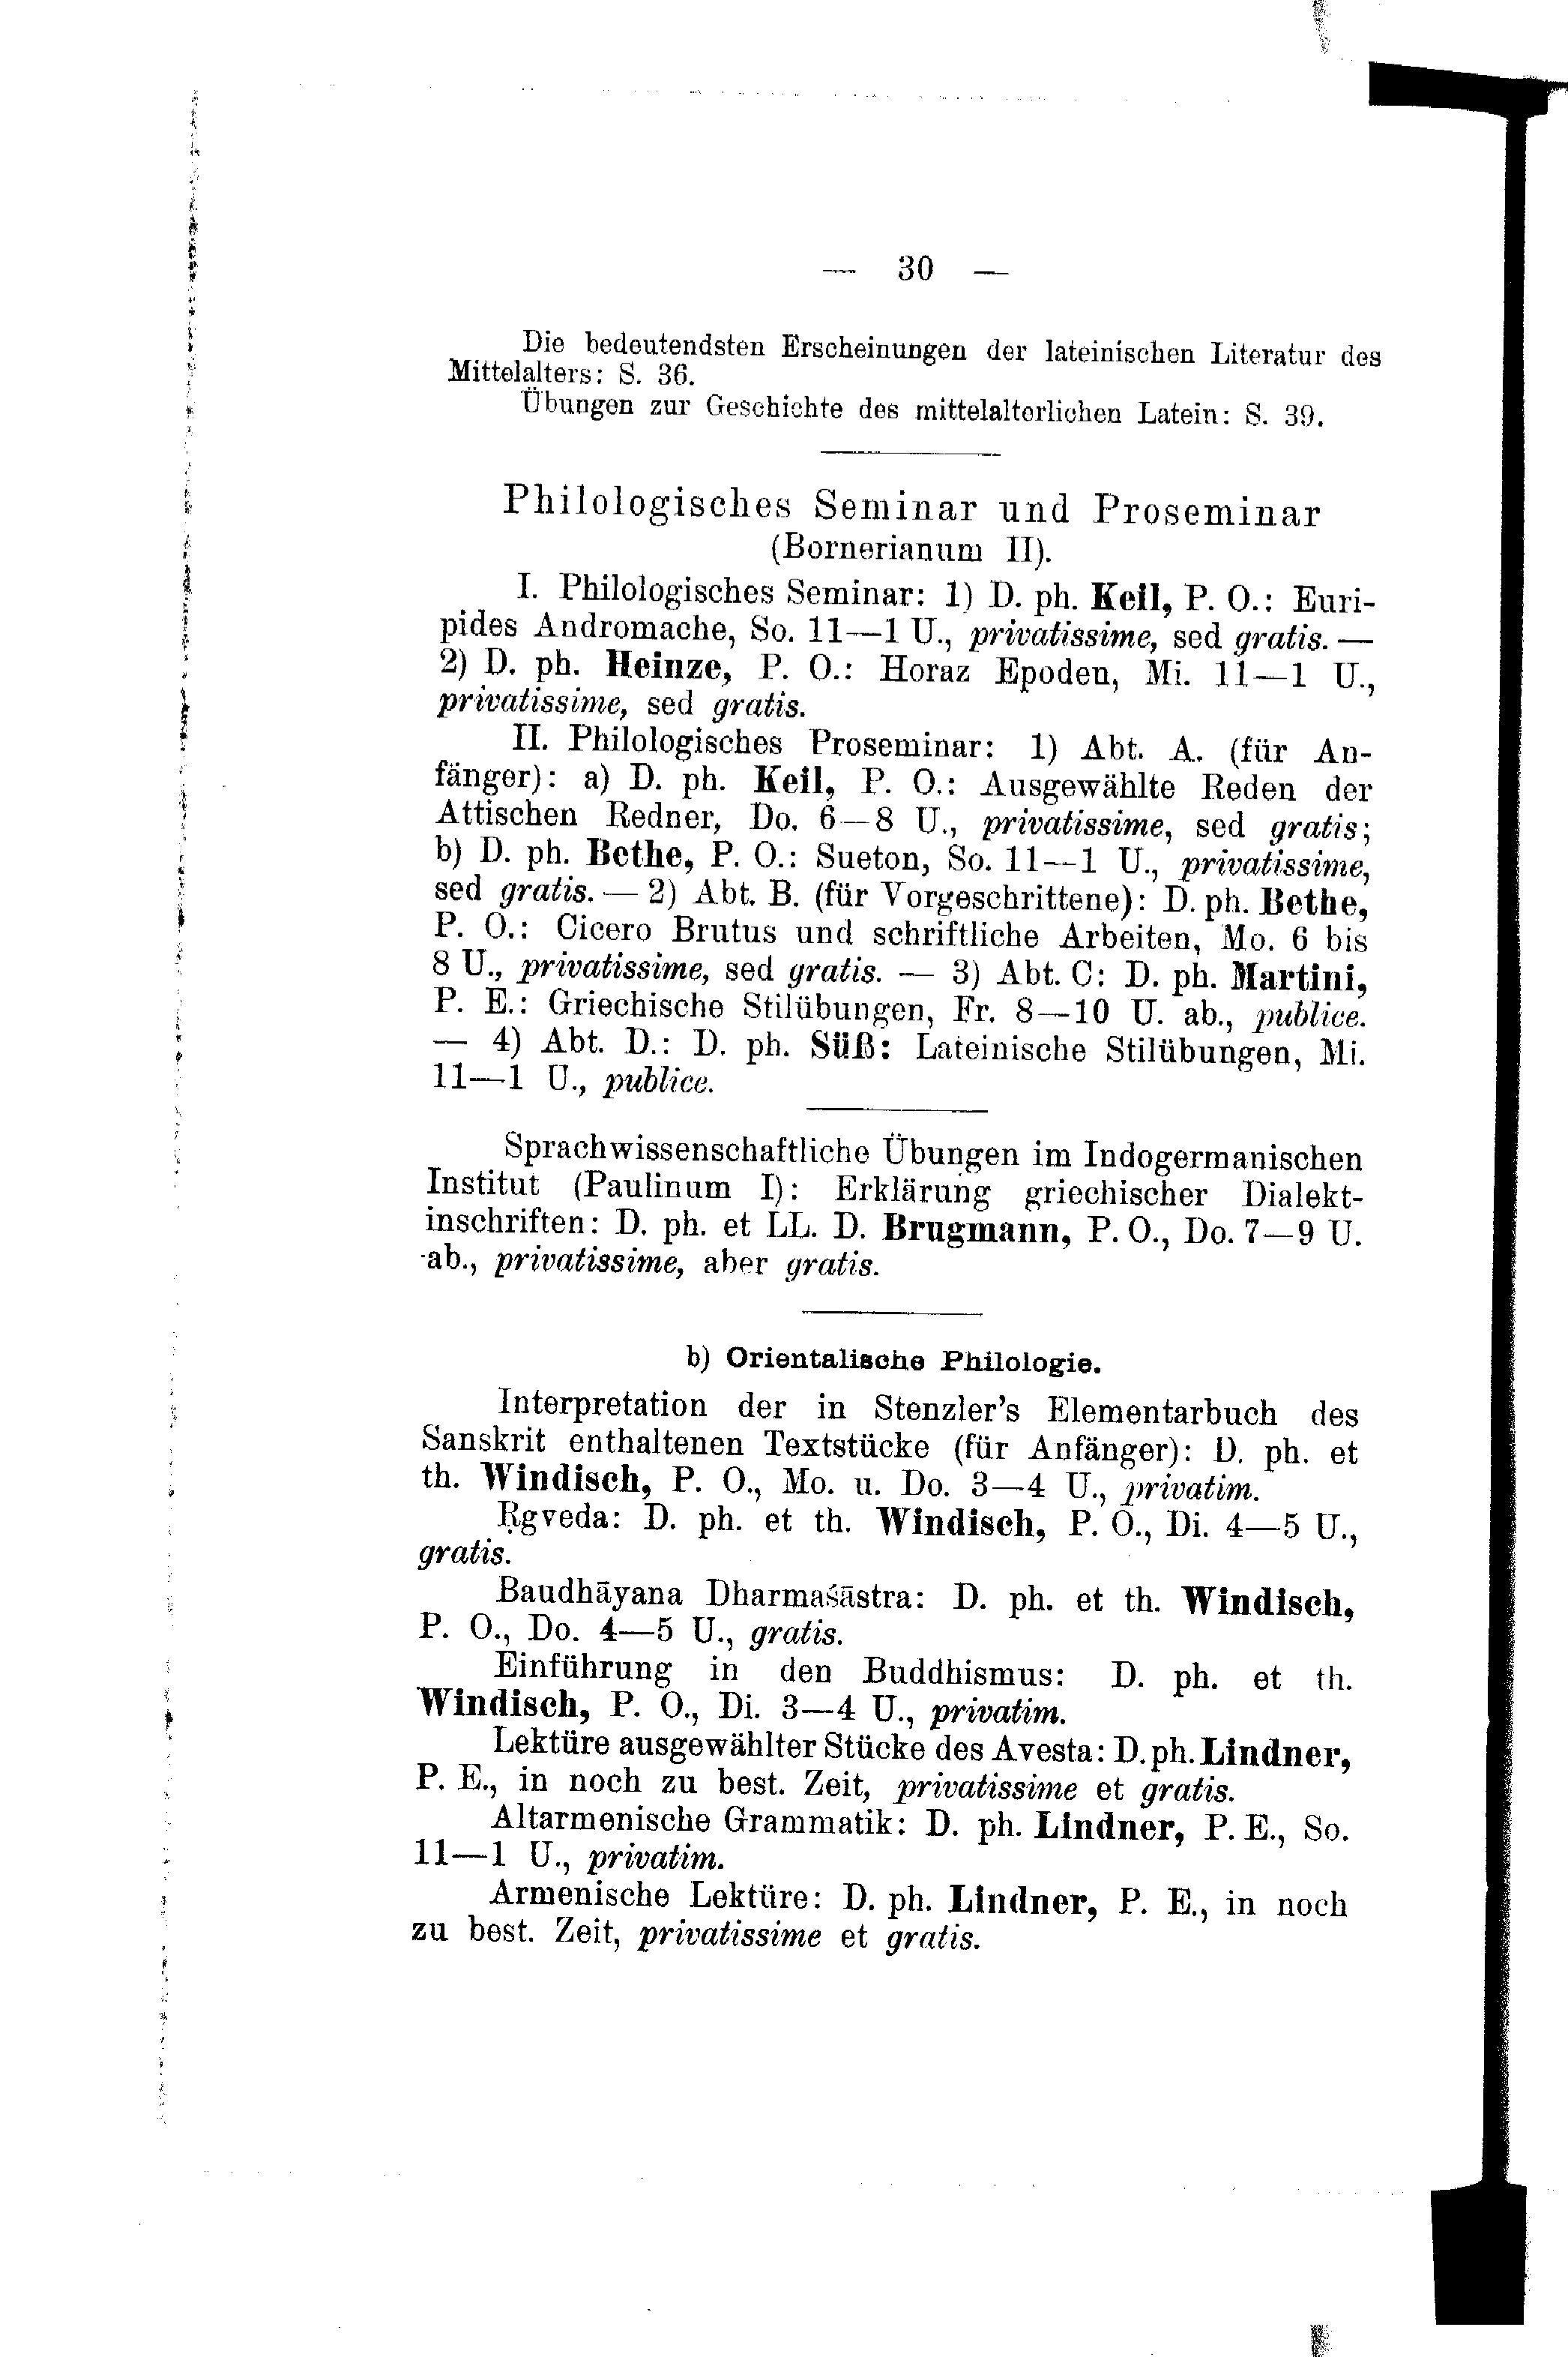 — 30 —
Die bedeutendsten Erscheinungen der lateinischen Literatur des
Mittelalters: S. 36.
Übungen zur Geschichte des mittelalterlichen Latein: S. 39.
Philologisches Seminar und Proseminar
(Bornerianum II).
I. Philologisches Seminar: 1) D. ph. Keil, P. O.: Euri-
pides Andromache, So. 11—1 U., privatissime, sed gratis. —
2) D. ph. Heinze, P. O.: Horaz Epoden, Mi. 11—1 U.,
privatissime, sed gratis.
II. Philologisches Proseminar: 1) Abt. A. (für An-
fänger): a) D. ph. Keil, P. O.: Ausgewählte Reden der
Attischen Redner, Do. 6—8 U., privatissime, sed gratis;
b) D. ph. Bethe, P. O.: Sueton, So. 11—1 U., privatissime,
sed gratis. — 2) Abt. B. (für Vorgeschrittene): D. ph. Bethe,
P. O.: Cicero Brutus und schriftliche Arbeiten, Mo. 6 bis
8 U., privatissime, sed gratis. — 3) Abt. C: D. ph. Martini,
P. E.: Griechische Stilübungen, Fr. 8—10 U. ab., publice.
— 4) Abt. D.: D. ph. Süß: Lateinische Stilübungen, Mi.
11—1 U., publice.
Sprachwissenschaftliche Übungen im Indogermanischen
Institut (Paulinum I): Erklärung griechischer Dialekt-
inschriften: D. ph. et LL. D. Brugmann, P. O., Do. 7—9 U.
ab., privatissime, aber gratis.
b) Orientalische Philologie.
Interpretation der in Stenzler's Elementarbuch des
Sanskrit enthaltenen Textstücke (für Anfänger): D. ph. et
th. Windisch, P. O., Mo. u. Do. 3—4 U., privatim.
Ṛgveda: D. ph. et th. Windisch, P. O., Di. 4—5 U.,
gratis.
Baudhāyana Dharmaśāstra: D. ph. et th. Windisch,
P. O., Do. 4—5 U., gratis.
Einführung in den Buddhismus: D. ph. et th.
Windisch, P. O., Di. 3—4 U., privatim.
Lektüre ausgewählter Stücke des Avesta: D. ph. Lindner,
P. E., in noch zu best. Zeit, privatissime et gratis.
Altarmenische Grammatik: D. ph. Lindner, P. E., So.
11—1 U., privatim.
Armenische Lektüre: D. ph. Lindner, P. E., in noch
zu best. Zeit, privatissime et gratis.